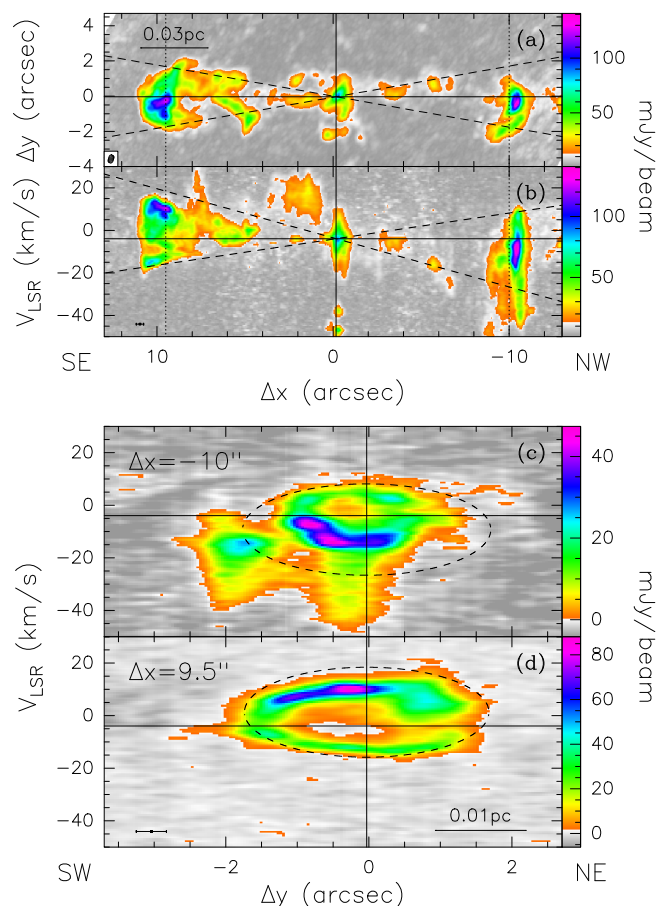 4
2
0
−2
−4
Δy (arcsec)
0.03pc
(a)
100
50
mJy/beam
20
0
−20
−40
V_LSR (km/s)
(b)
100
50
10
0
−10
SE
NW
Δx (arcsec)
20
0
−20
−40
V_LSR (km/s)
Δx=−10"
(c)
40
20
0
mJy/beam
20
0
−20
−40
Δx=9.5"
(d)
0.01pc
80
60
40
20
0
−2
0
2
SW
NE
Δy (arcsec)